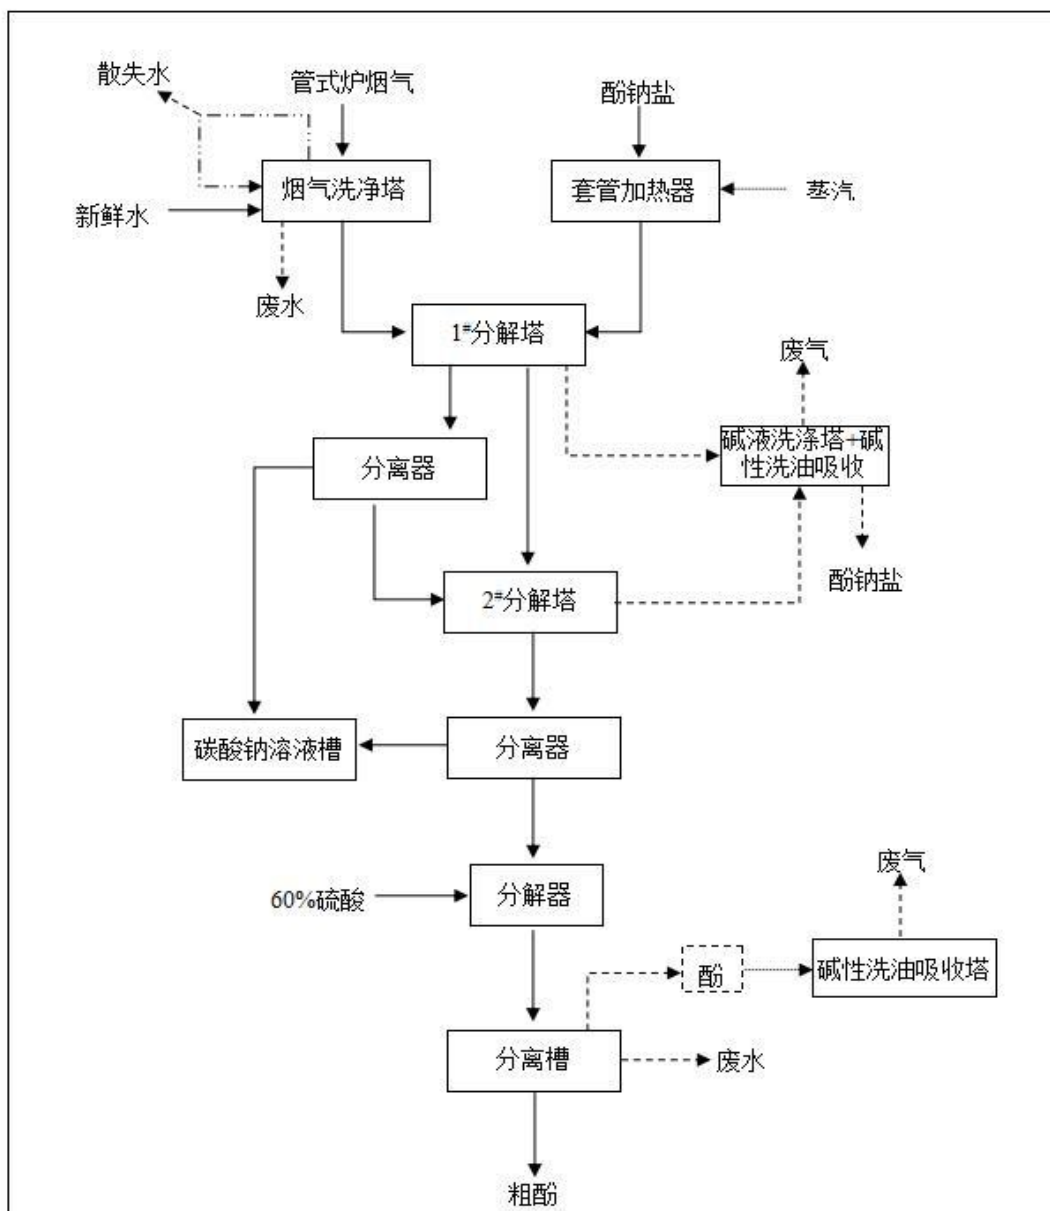 散失水
管式炉烟气
酚钠盐
烟气洗净塔
套管加热器
蒸汽
新鲜水
废水
1#分解塔
废气
碱液洗涤塔+碱
性洗油吸收
分离器
酚钠盐
2#分解塔
碳酸钠溶液槽
分离器
废气
60%硫酸
分解器
酚
碱性洗油吸收塔
分离槽
废水
粗酚